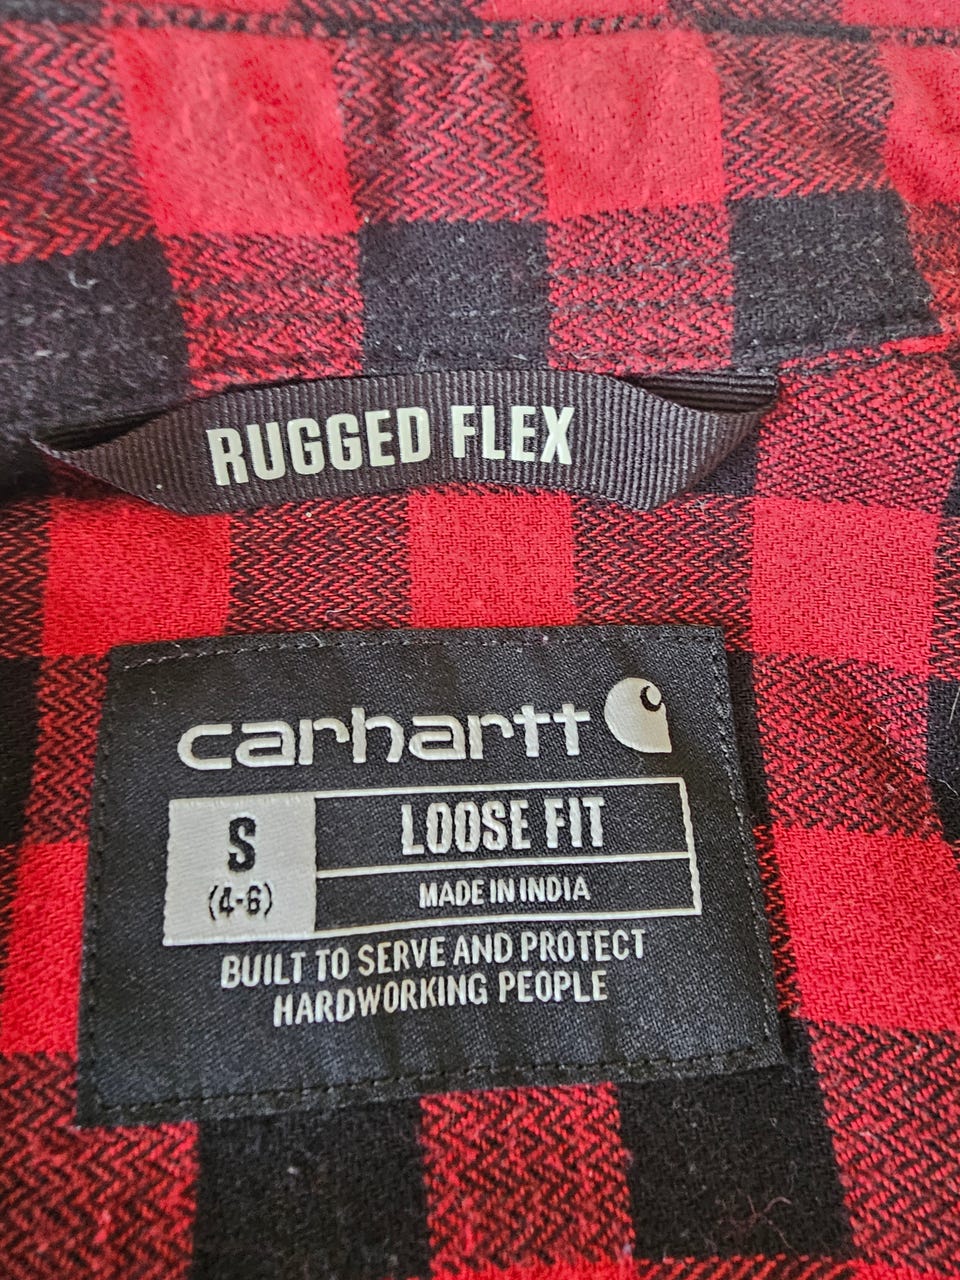 RUGGED FLEX
carhartt
S
(4-6)
LOOSE FIT
MADE IN INDIA
BUILT TO SERVE AND PROTECT
HARDWORKING PEOPLE